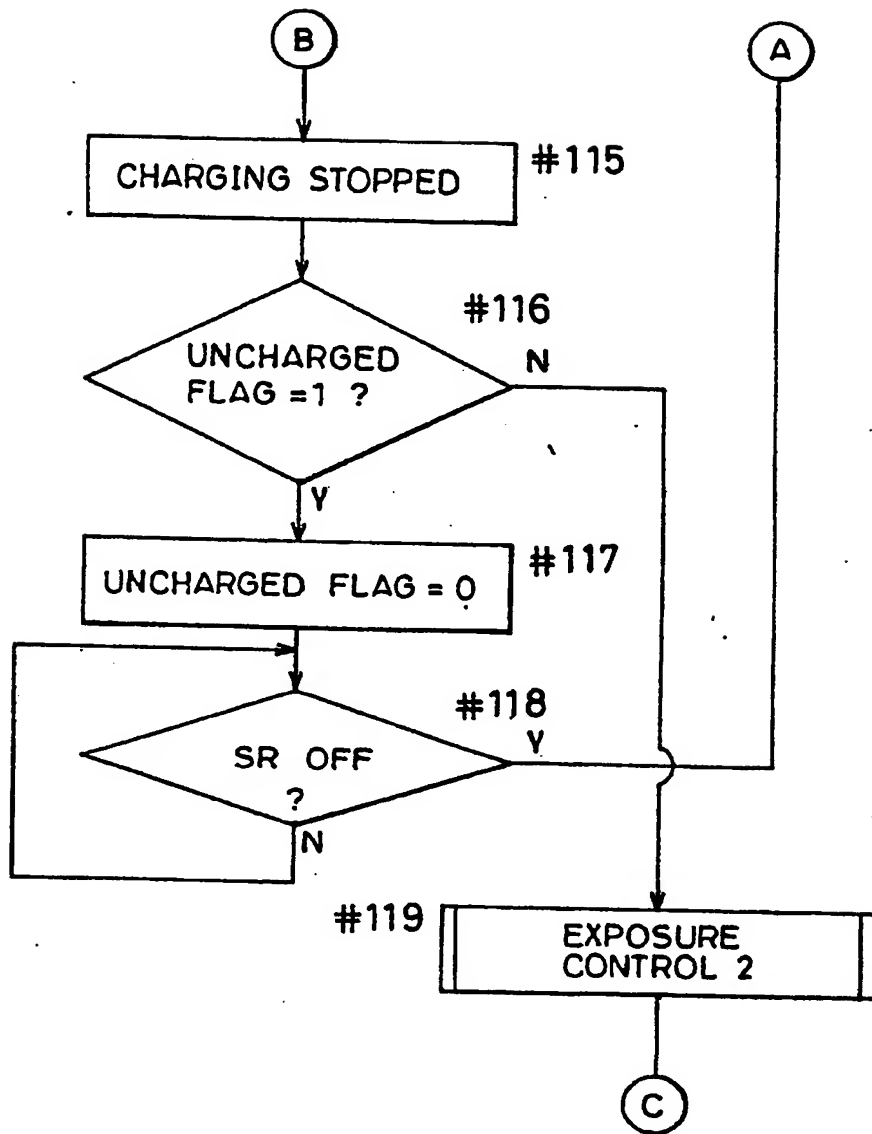 B
A
CHARGING STOPPED
#115
#116
UNCHARGED
FLAG =1 ?
N
Y
UNCHARGED FLAG = 0
#117
#118
SR OFF
?
Y
N
#119
EXPOSURE
CONTROL 2
C